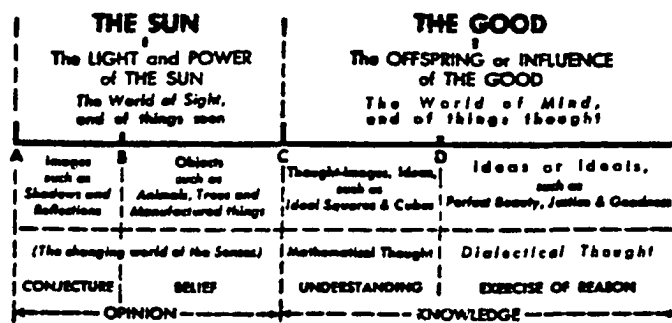 THE SUN
The LIGHT and POWER
of THE SUN
The World of Sight,
and of things seen
THE GOOD
The OFFSPRING or INFLUENCE
of THE GOOD
The World of Mind,
and of things thought
A B C D
Images
such as
Shadows and
Reflections
Objects
such as
Animals, Trees and
Manufactured things
Thought-Images, Ideas,
such as
Ideal Squares & Cubes
Ideas or Ideals,
such as
Perfect Beauty, Justice & Goodness
(The changing world of the Senses)
Mathematical Thought
Dialectical Thought
CONJECTURE
BELIEF
UNDERSTANDING
EXERCISE OF REASON
OPINION
KNOWLEDGE